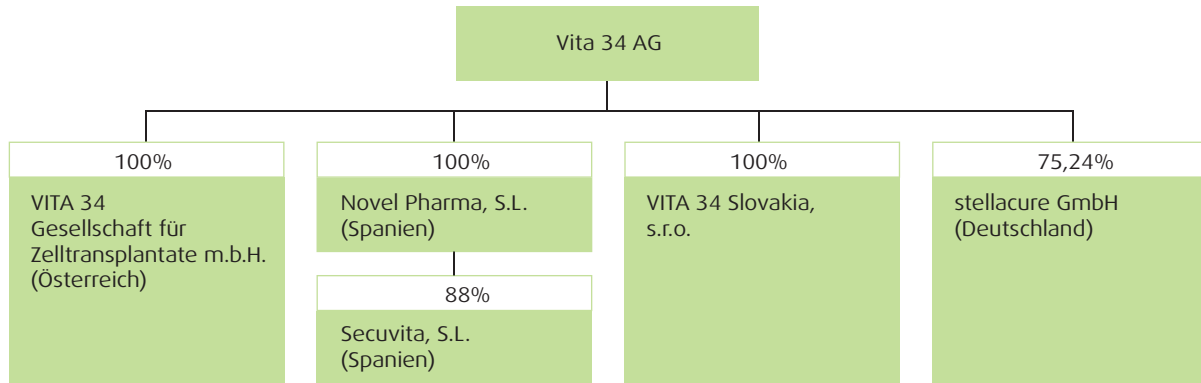 Vita 34 AG
100%
VITA 34
Gesellschaft für
Zelltransplantate m.b.H.
(Österreich)
100%
Novel Pharma, S.L.
(Spanien)
88%
Secuvita, S.L.
(Spanien)
100%
VITA 34 Slovakia,
s.r.o.
75,24%
stellacure GmbH
(Deutschland)